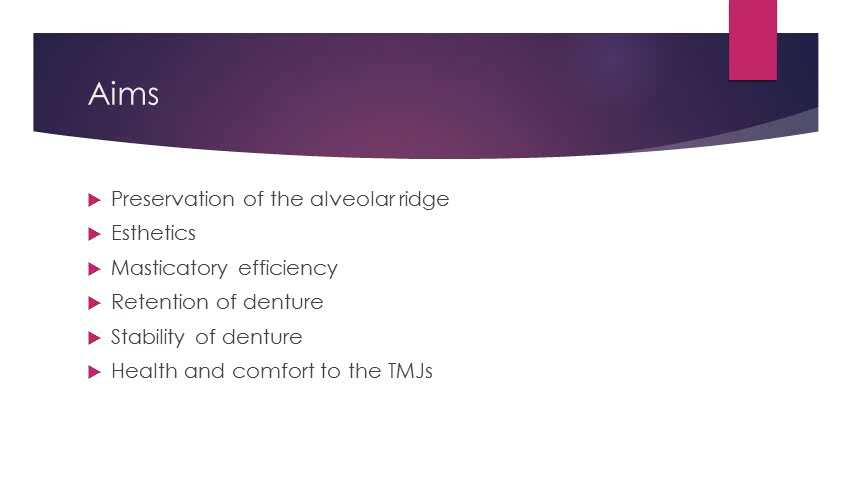 Aims
Preservation of the alveolar ridge
Esthetics
Masticatory efficiency
Retention of denture
Stability of denture
Health and comfort to the TMJs